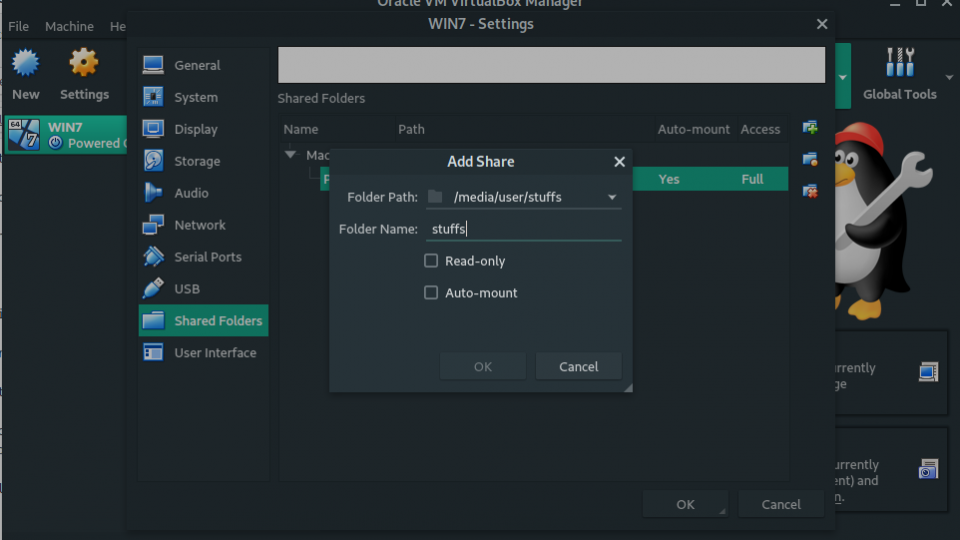 Oracle VM VirtualBox Manager
WIN7 - Settings
File Machine He
New
Settings
Global Tools
64
7
WIN7
Powered
General
System
Display
Storage
Audio
Network
Serial Ports
USB
Shared Folders
User Interface
Shared Folders
Name Path Auto-mount Access
Mac
Yes Full
Add Share
Folder Path: /media/user/stuffs
Folder Name: stuffs
Read-only
Auto-mount
OK Cancel
OK Cancel
urrently
ge
urrently
ent) and